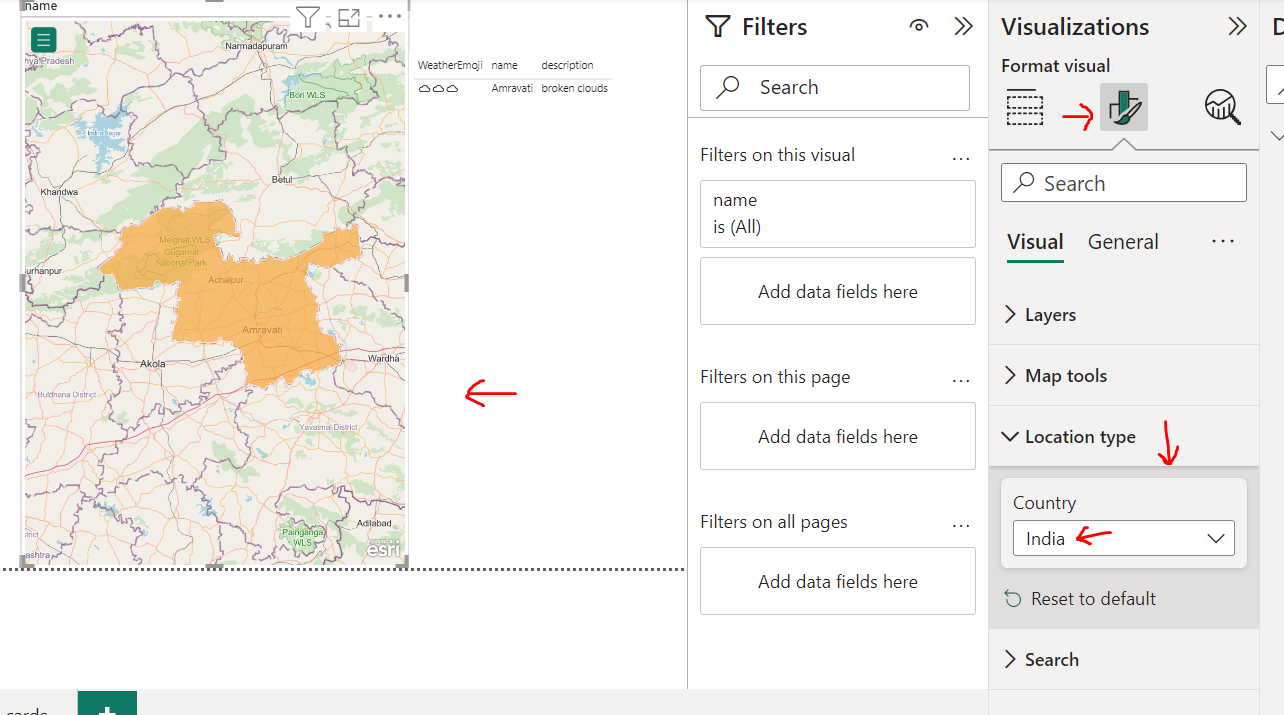 name
Narmadapuram
hya Pradesh
Bori WLS
Indira Sagar
Betul
Khandwa
Melghat WLS
Gugamal
National Park
urhanpur
Achalpur
Amravati
Akola
Wardha
Buldhana District
Yavatmal District
Adilabad
Painganga
WLS
POWERED BY
esri
ashtra
WeatherEmoji name description
Amravati broken clouds
Filters
Search
Filters on this visual
...
name
is (All)
Add data fields here
Filters on this page
...
Add data fields here
Filters on all pages
...
Add data fields here
Visualizations
Format visual
Search
Visual General
...
Layers
Map tools
Location type
Country
India
Reset to default
Search
D
cards
+